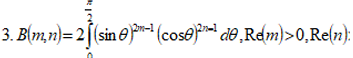 3. B(m,n)=2∫₀^{π/2}(sinθ)^{2m−1}(cosθ)^{2n−1}dθ,Re(m)>0,Re(n)